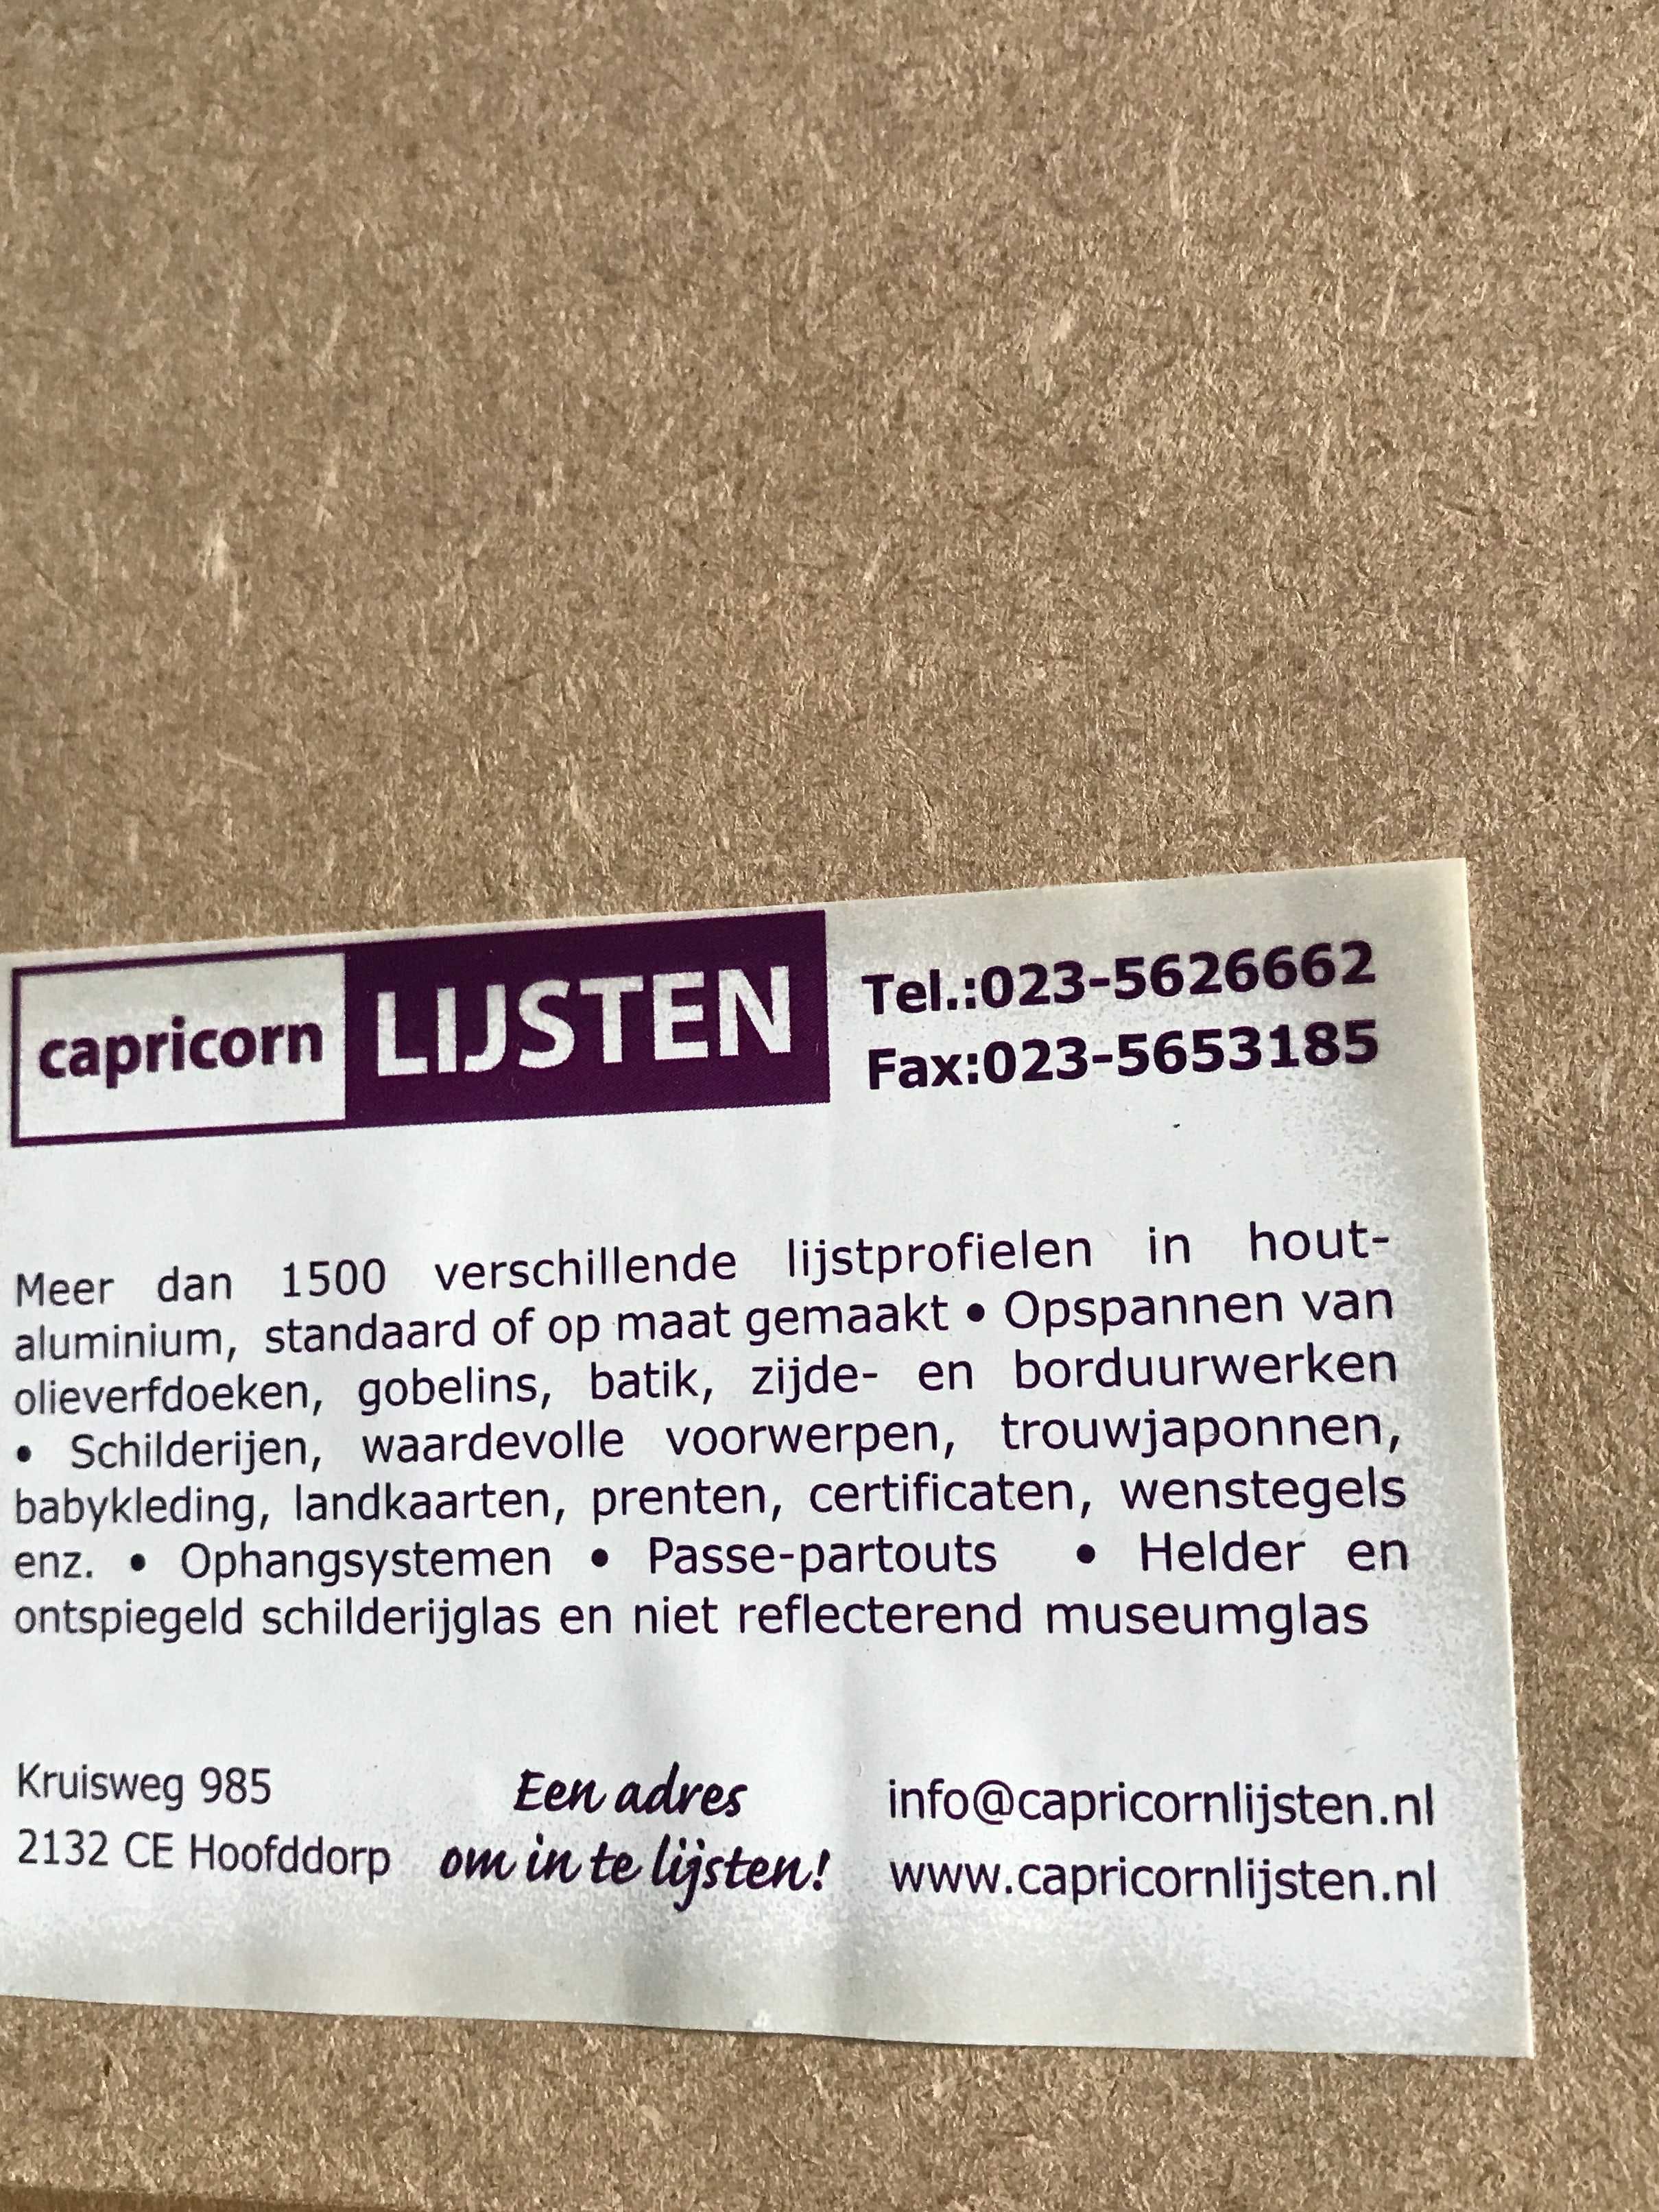 capricorn LIJSTEN
Tel.:023-5626662
Fax:023-5653185
Meer dan 1500 verschillende lijstprofielen in hout-
aluminium, standaard of op maat gemaakt • Opspannen van
olieverfdoeken, gobelins, batik, zijde- en borduurwerken
• Schilderijen, waardevolle voorwerpen, trouwjaponnen,
babykleding, landkaarten, prenten, certificaten, wenstegels
enz. • Ophangsystemen • Passe-partouts • Helder en
ontspiegeld schilderijglas en niet reflecterend museumglas
Kruisweg 985
2132 CE Hoofddorp
Een adres
om in te lijsten!
info@capricornlijsten.nl
www.capricornlijsten.nl